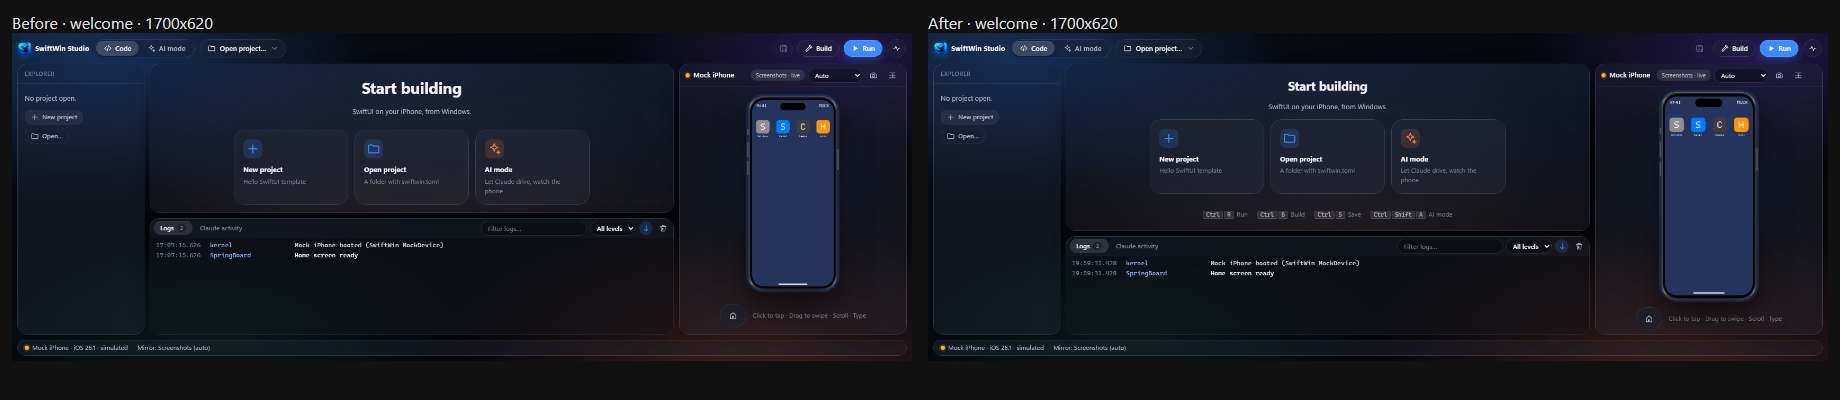 Before · welcome · 1700x620
SwiftWin Studio
Code
AI mode
Open project...
Build
Run
EXPLORER
No project open.
New project
Open...
Start building
SwiftUI on your iPhone, from Windows.
New project
Hello SwiftUI template
Open project
A folder with swiftwin.toml
AI mode
Let Claude drive, watch the
phone
Logs 2
Claude activity
Filter logs...
All levels
17:07:15.626 kernel Mock iPhone booted (SwiftWin MockDevice)
17:07:15.626 SpringBoard Home screen ready
Mock iPhone
Screenshots · live
Auto
S
S
C
H
Click to tap · Drag to swipe · Scroll · Type
Mock iPhone · iOS 26.1 · simulated
Mirror: Screenshots (auto)
After · welcome · 1700x620
SwiftWin Studio
Code
AI mode
Open project...
Build
Run
EXPLORER
No project open.
New project
Open...
Start building
SwiftUI on your iPhone, from Windows.
New project
Hello SwiftUI template
Open project
A folder with swiftwin.toml
AI mode
Let Claude drive, watch the
phone
Ctrl R Run
Ctrl B Build
Ctrl S Save
Ctrl Shift A AI mode
Logs 2
Claude activity
Filter logs...
All levels
kernel Mock iPhone booted (SwiftWin MockDevice)
SpringBoard Home screen ready
Mock iPhone
Screenshots · live
Auto
S
S
C
H
Click to tap · Drag to swipe · Scroll · Type
Mock iPhone · iOS 26.1 · simulated
Mirror: Screenshots (auto)